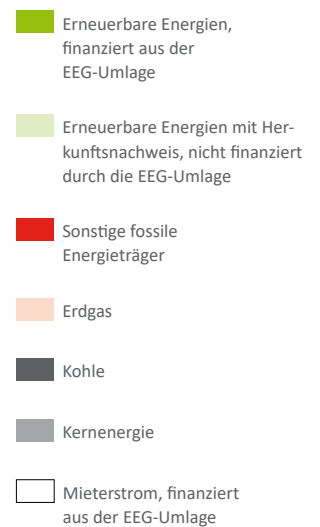 Erneuerbare Energien,
finanziert aus der
EEG-Umlage
Erneuerbare Energien mit Her-
kunftsnachweis, nicht finanziert
durch die EEG-Umlage
Sonstige fossile
Energieträger
Erdgas
Kohle
Kernenergie
Mieterstrom, finanziert
aus der EEG-Umlage